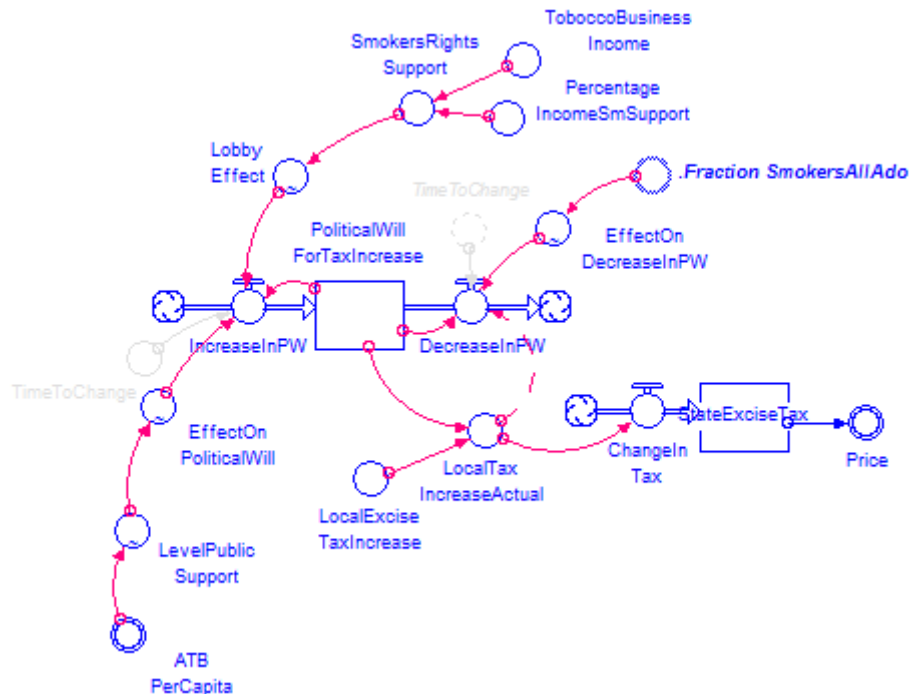 ToboccoBusiness
Income
SmokersRights
Support
Percentage
IncomeSmSupport
Lobby
Effect
.Fraction SmokersAllAdo
TimeToChange
PoliticalWill
ForTaxIncrease
EffectOn
DecreaseInPW
IncreaseInPW
DecreaseInPW
TimeToChange
StateExciseTax
EffectOn
PoliticalWill
ChangeIn
Tax
Price
LocalTax
IncreaseActual
LocalExcise
TaxIncrease
LevelPublic
Support
ATB
PerCapita